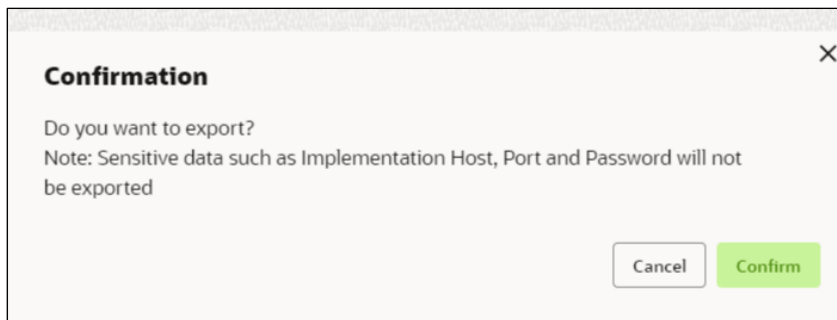 Confirmation
Do you want to export?
Note: Sensitive data such as Implementation Host, Port and Password will not
be exported
Cancel
Confirm